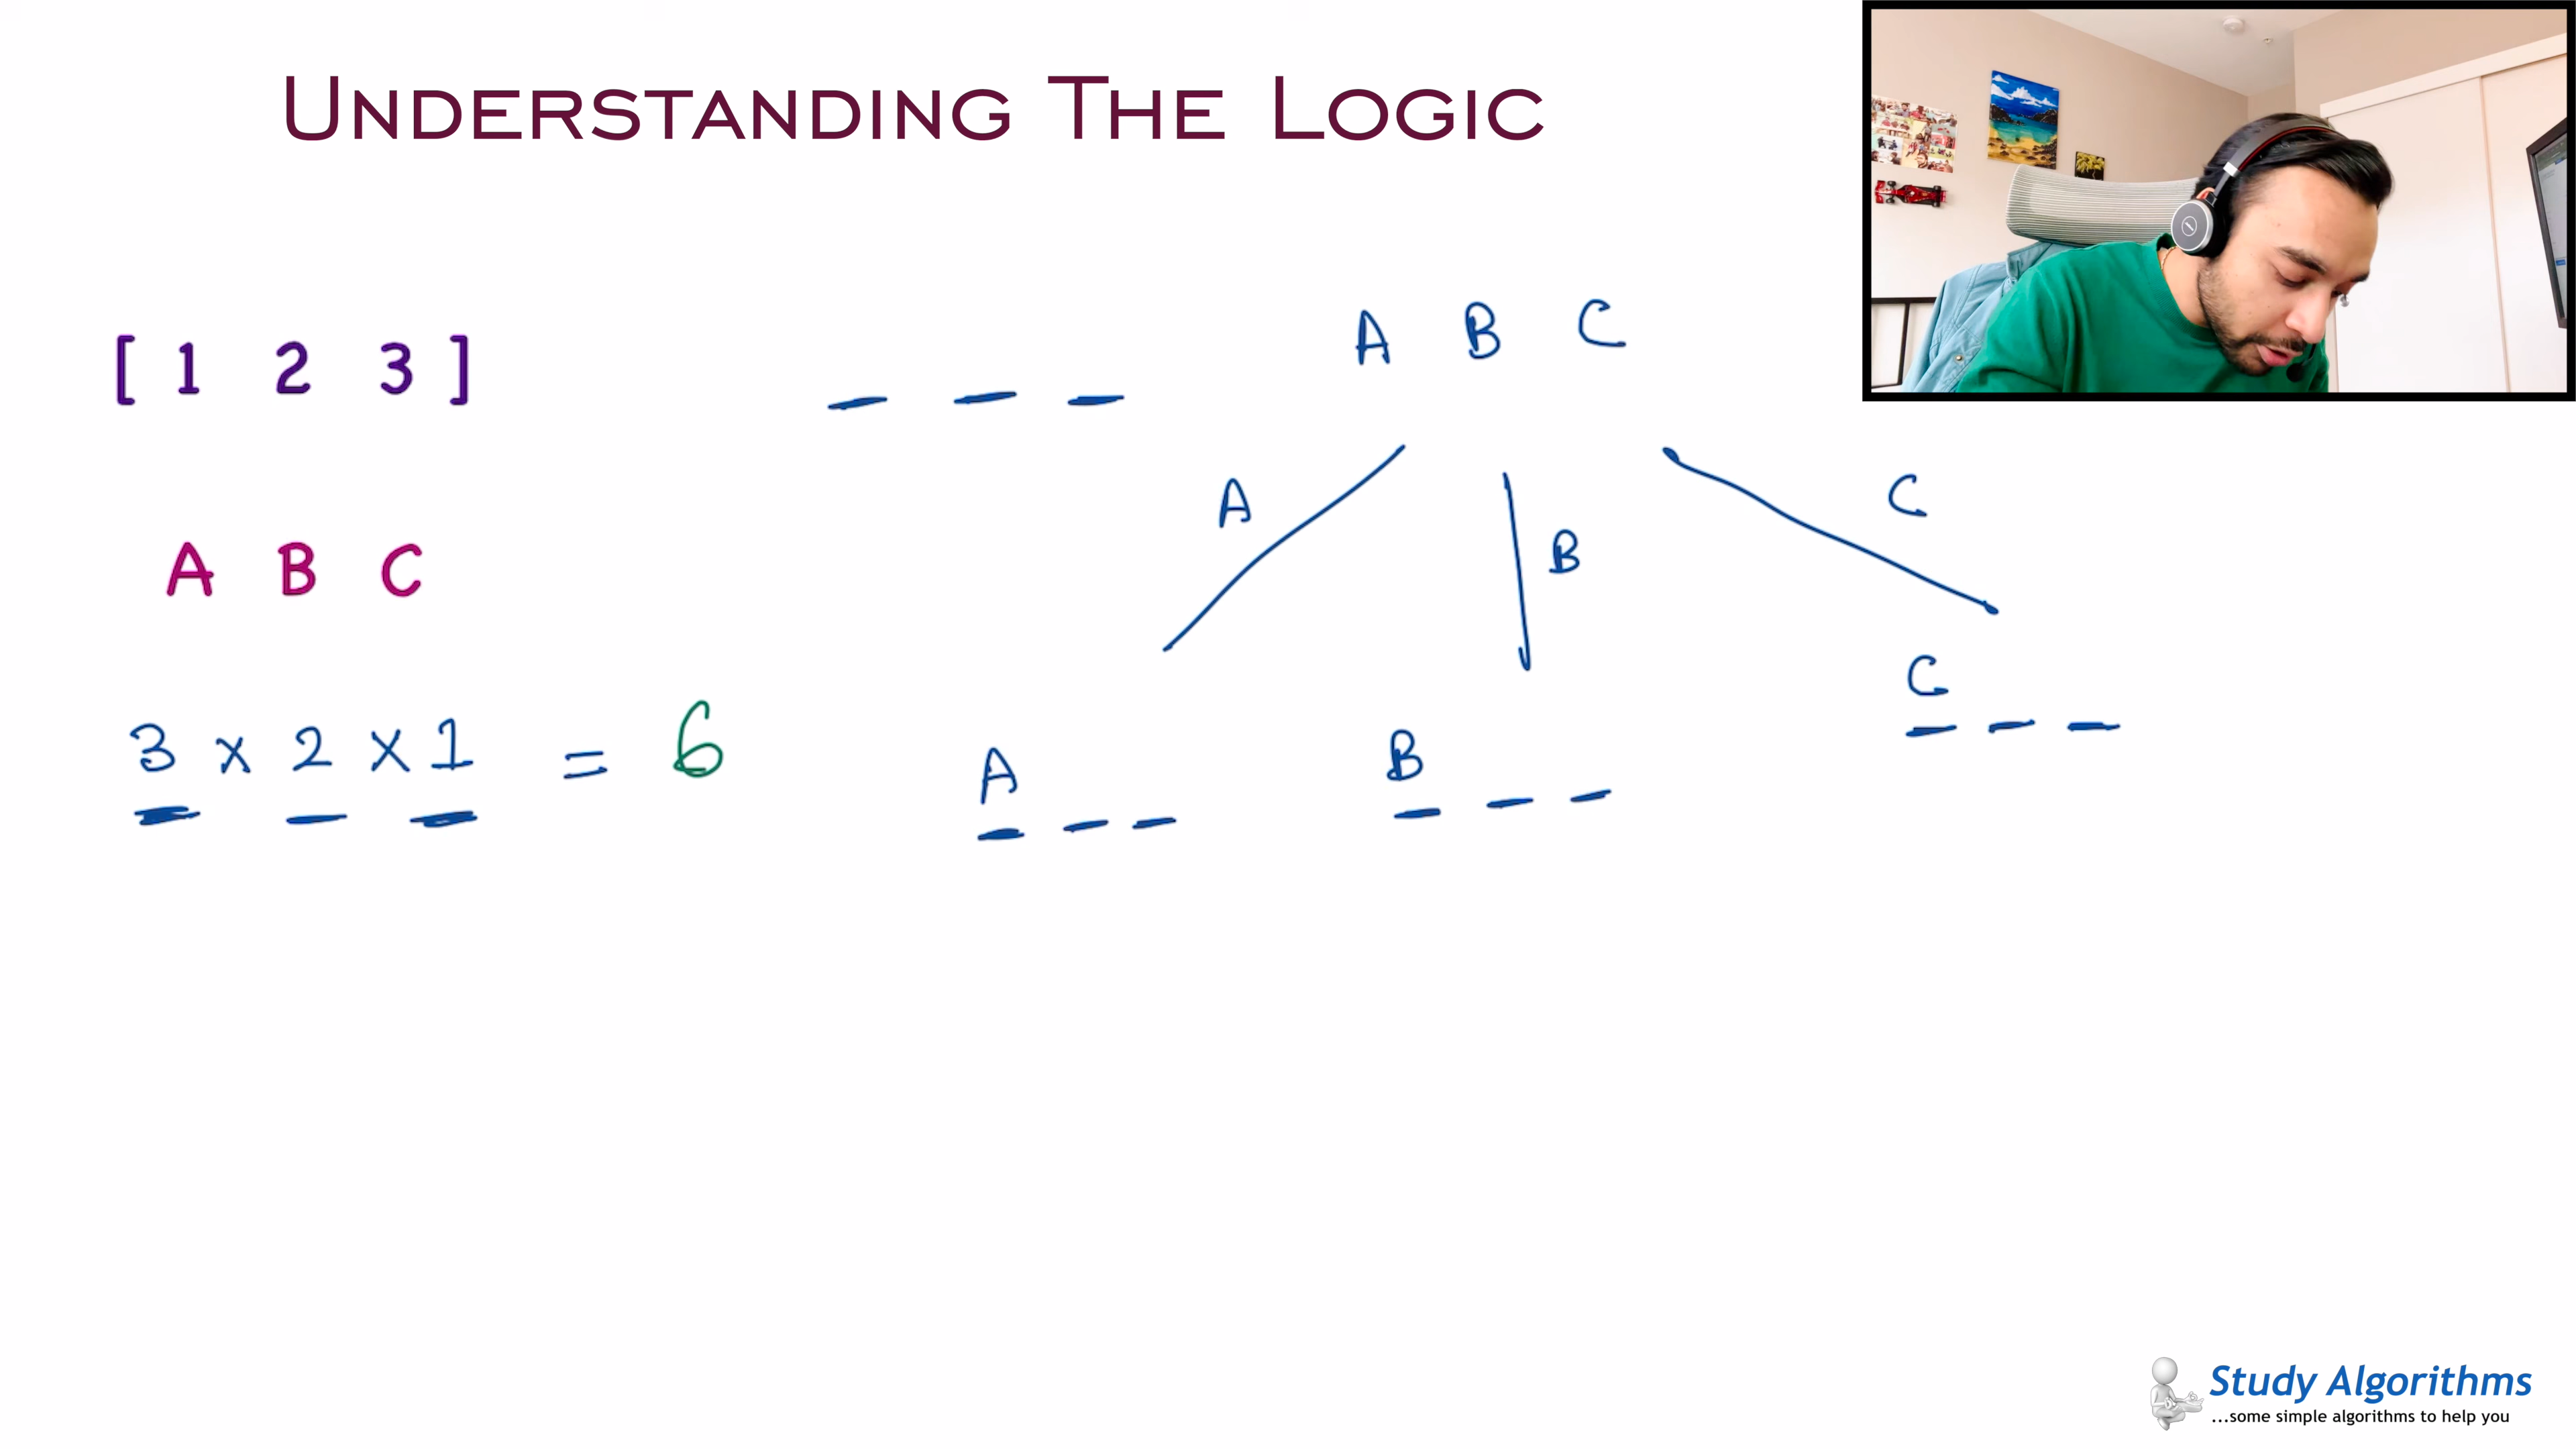 Understanding The Logic
[ 1 2 3 ]
A B C
3 x 2 x 1 = 6
A B C
A B C
A B C
Study Algorithms
...some simple algorithms to help you